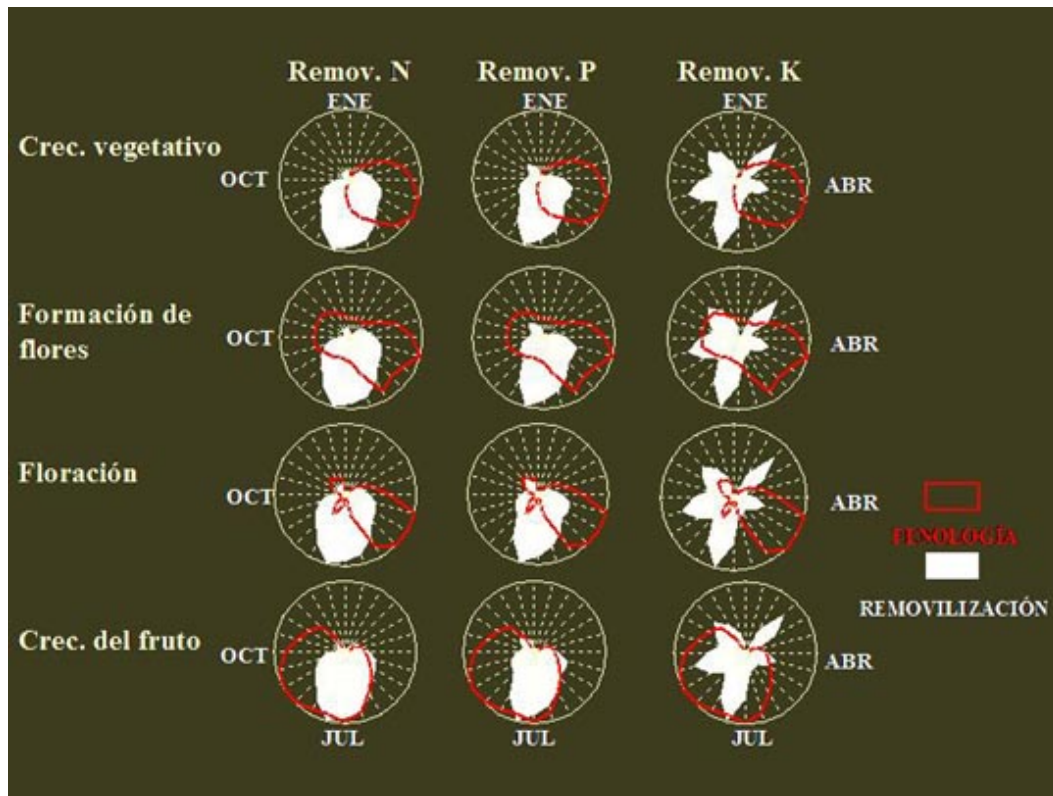 Remov. N Remov. P Remov. K
ENE ENE ENE
Crec. vegetativo
OCT ABR
Formación de
flores
OCT ABR
Floración
OCT ABR
FENOLOGÍA
REMOVILIZACIÓN
Crec. del fruto
OCT ABR
JUL JUL JUL